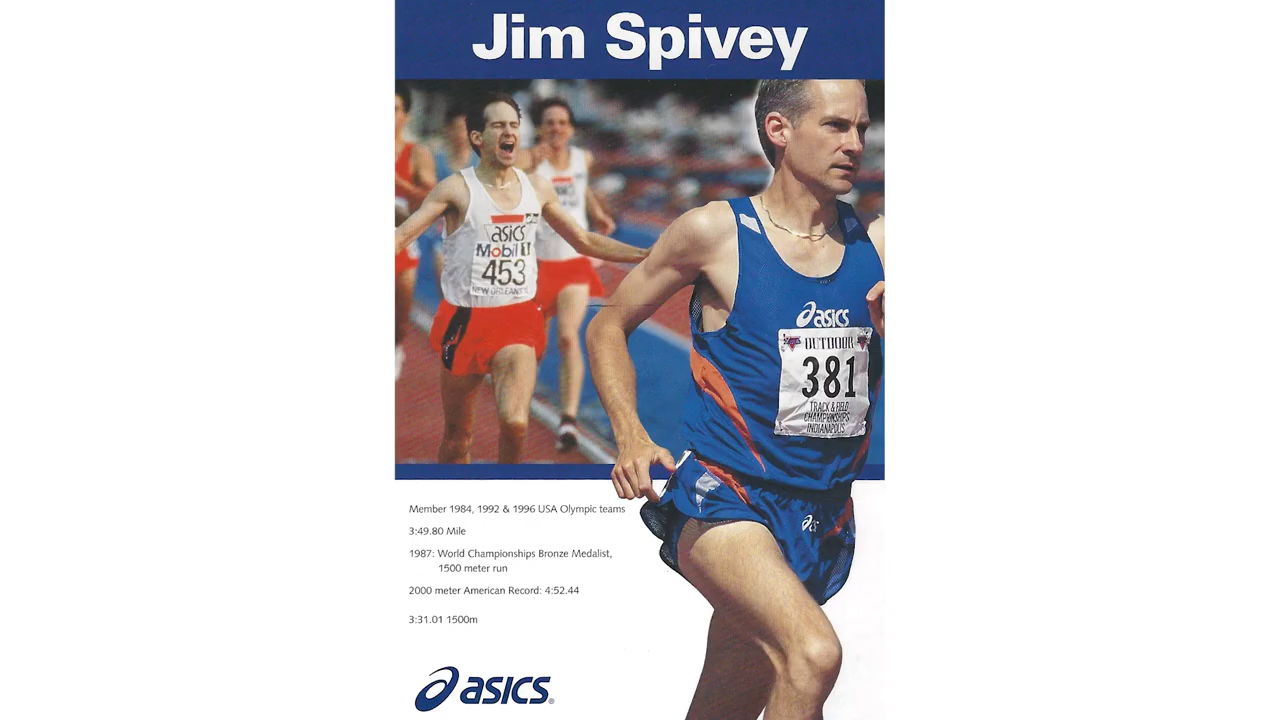 Jim Spivey
asics
Mobil 1
453
NEW ORLEANS
asics
OUTDOOR
381
TRACK & FIELD
CHAMPIONSHIPS
INDIANAPOLIS
Member 1984, 1992 & 1996 USA Olympic teams
3:49.80 Mile
1987: World Championships Bronze Medalist,
1500 meter run
2000 meter American Record: 4:52.44
3:31.01 1500m
asics®